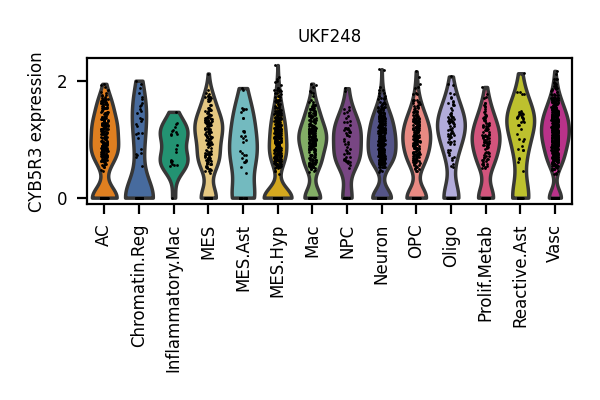 UKF248
CYB5R3 expression
2
0
AC
Chromatin.Reg
Inflammatory.Mac
MES
MES.Ast
MES.Hyp
Mac
NPC
Neuron
OPC
Oligo
Prolif.Metab
Reactive.Ast
Vasc